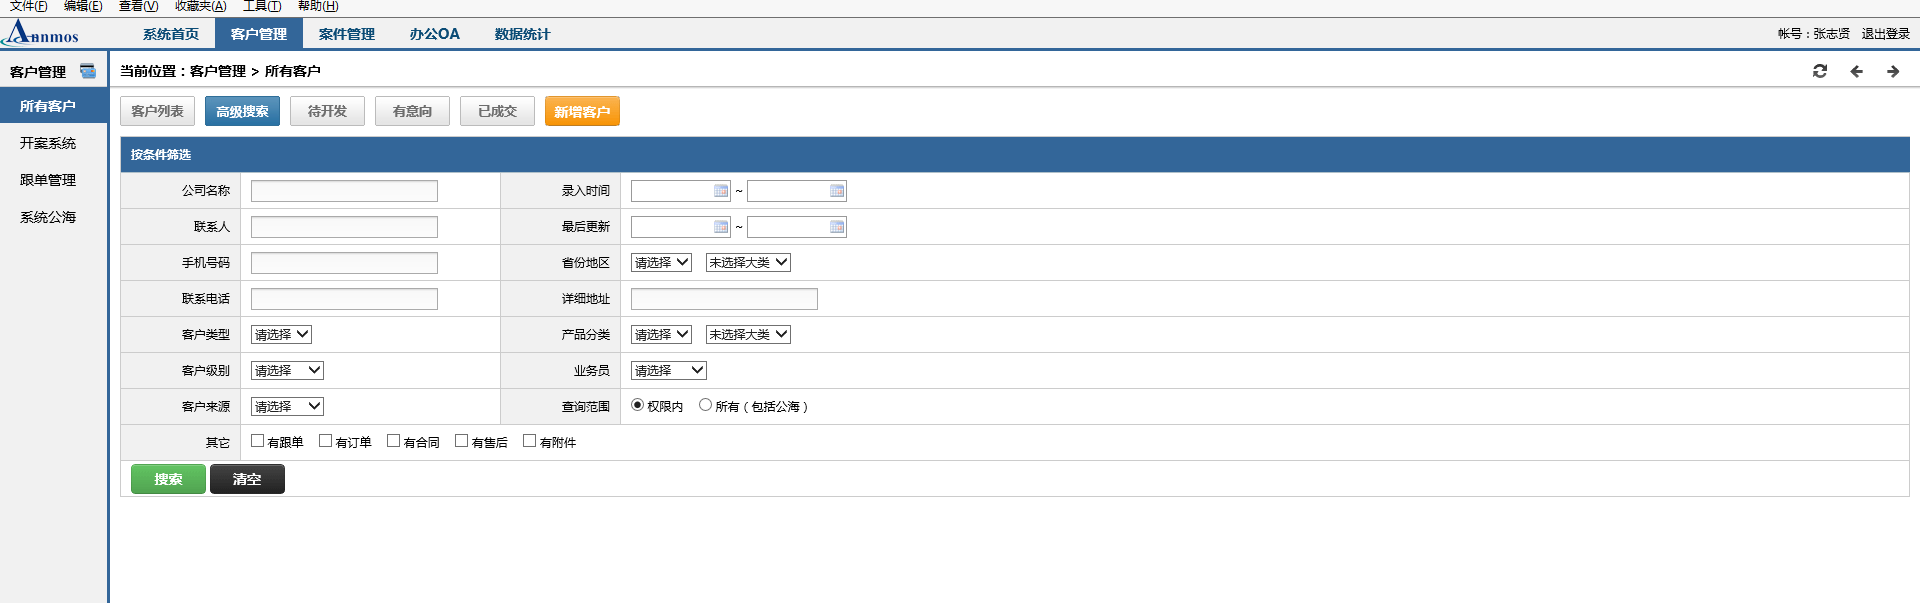 文件(F) 编辑(E) 查看(V) 收藏夹(A) 工具(T) 帮助(H)
Aanmos 系统首页 客户管理 案件管理 办公OA 数据统计 帐号：张志贤 退出登录
客户管理 当前位置：客户管理 > 所有客户
所有客户
开案系统
跟单管理
系统公海
客户列表 高级搜索 待开发 有意向 已成交 新增客户
按条件筛选
公司名称 录入时间 ~
联系人 最后更新 ~
手机号码 省份地区 请选择 未选择大类
联系电话 详细地址
客户类型 请选择 产品分类 请选择 未选择大类
客户级别 请选择 业务员 请选择
客户来源 请选择 查询范围 权限内 所有（包括公海）
其它 有跟单 有订单 有合同 有售后 有附件
搜索 清空